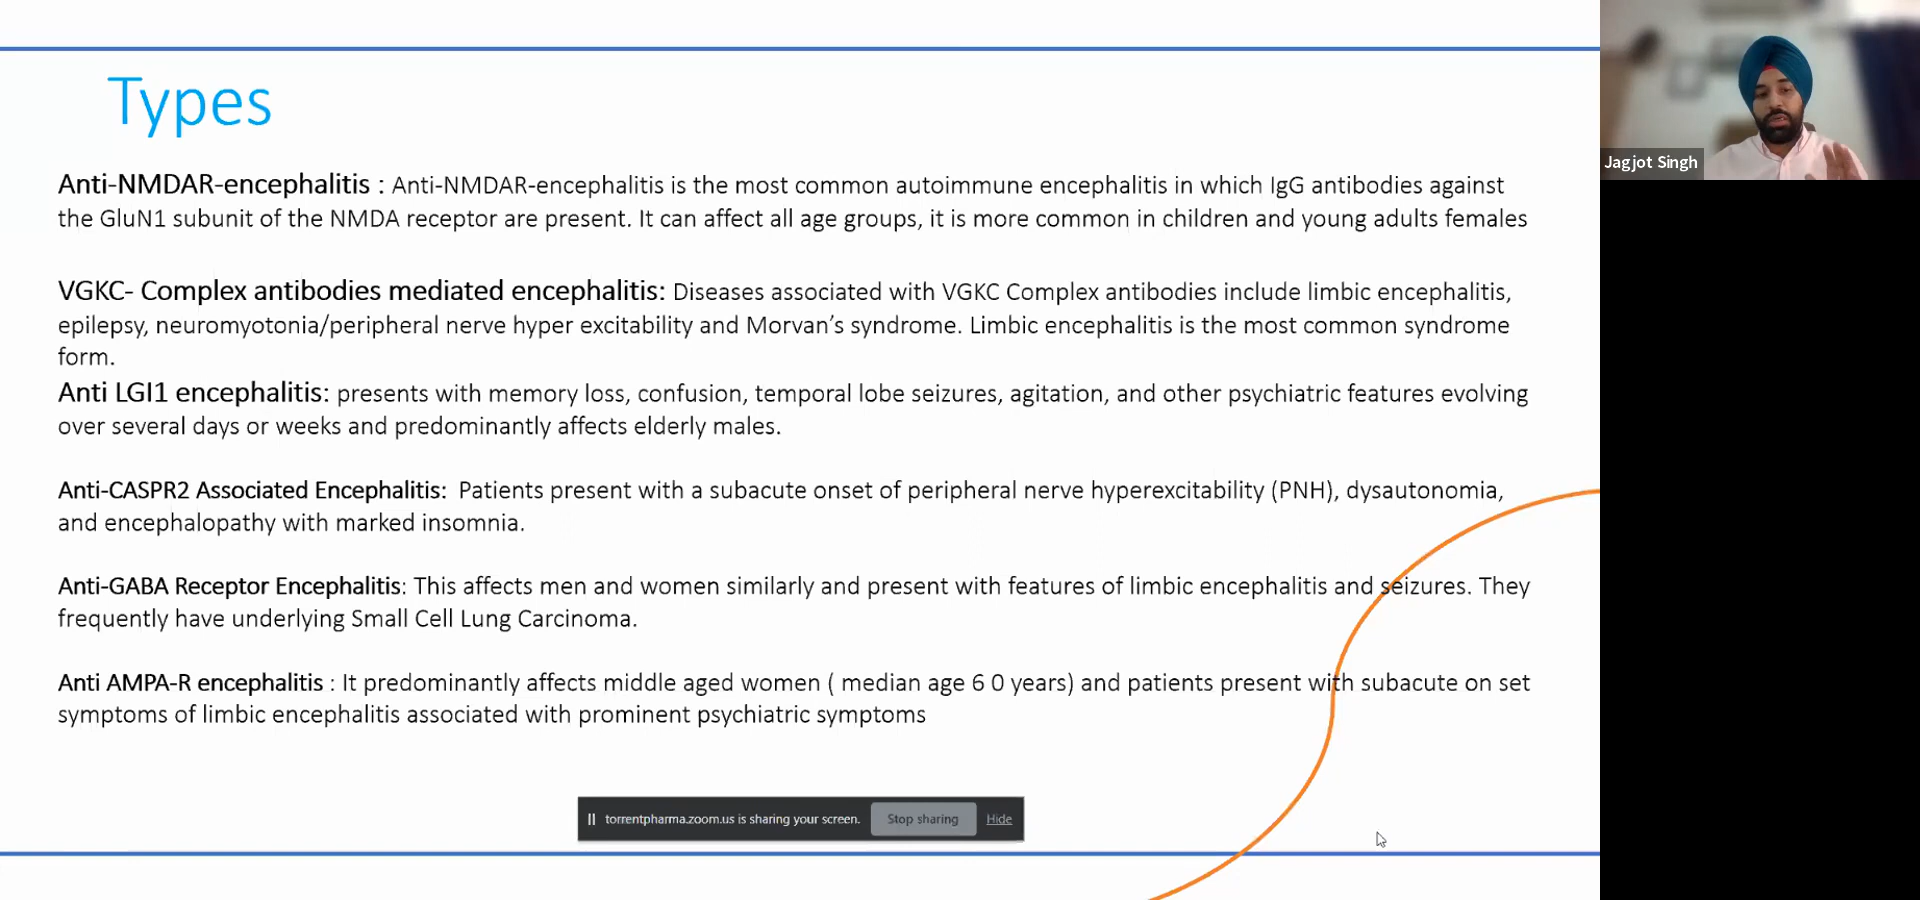 Types
Anti-NMDAR-encephalitis : Anti-NMDAR-encephalitis is the most common autoimmune encephalitis in which IgG antibodies against
the GluN1 subunit of the NMDA receptor are present. It can affect all age groups, it is more common in children and young adults females
VGKC- Complex antibodies mediated encephalitis: Diseases associated with VGKC Complex antibodies include limbic encephalitis,
epilepsy, neuromyotonia/peripheral nerve hyper excitability and Morvan’s syndrome. Limbic encephalitis is the most common syndrome
form.
Anti LGI1 encephalitis: presents with memory loss, confusion, temporal lobe seizures, agitation, and other psychiatric features evolving
over several days or weeks and predominantly affects elderly males.
Anti-CASPR2 Associated Encephalitis: Patients present with a subacute onset of peripheral nerve hyperexcitability (PNH), dysautonomia,
and encephalopathy with marked insomnia.
Anti-GABA Receptor Encephalitis: This affects men and women similarly and present with features of limbic encephalitis and seizures. They
frequently have underlying Small Cell Lung Carcinoma.
Anti AMPA-R encephalitis : It predominantly affects middle aged women ( median age 6 0 years) and patients present with subacute on set
symptoms of limbic encephalitis associated with prominent psychiatric symptoms
torrentpharma.zoom.us is sharing your screen. Stop sharing Hide
Jagjot Singh